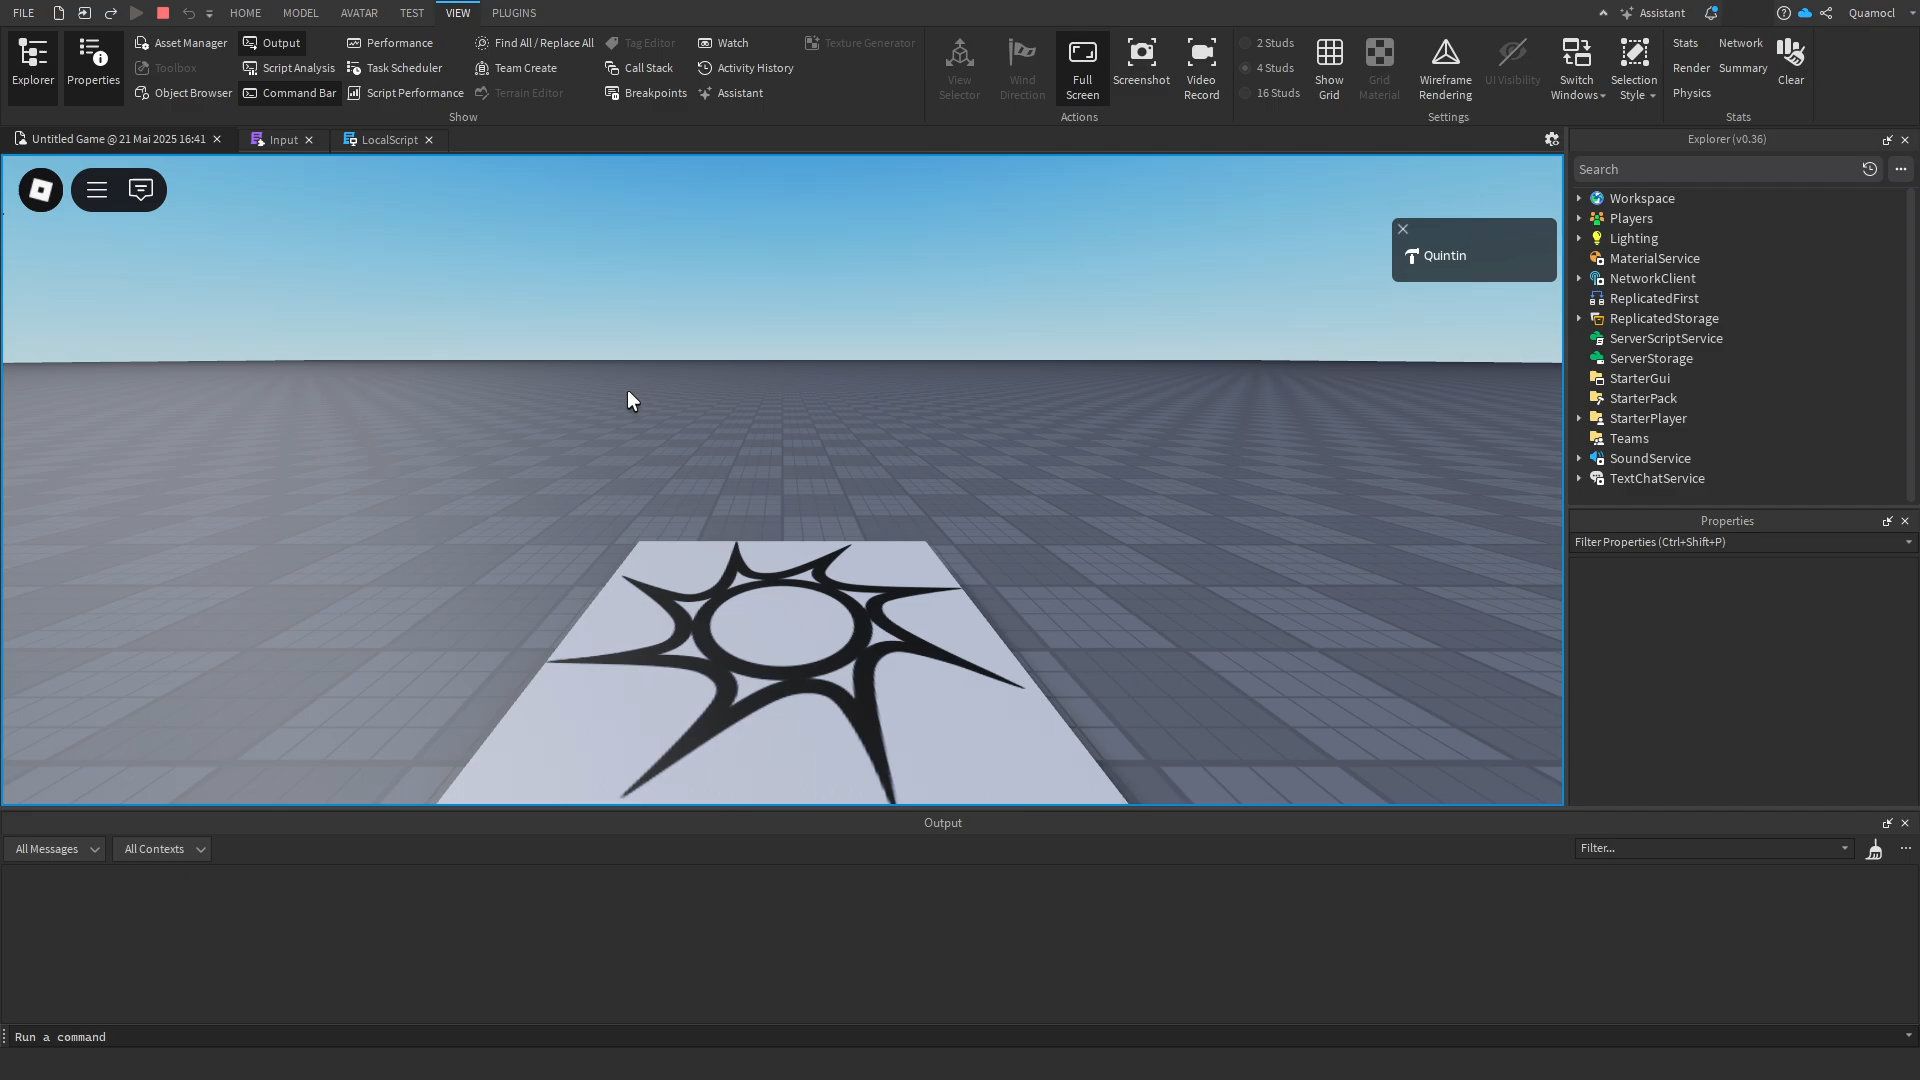 FILE HOME MODEL AVATAR TEST VIEW PLUGINS Assistant Quamocl
Explorer
Properties
Asset Manager
Toolbox
Object Browser
Output
Script Analysis
Command Bar
Performance
Task Scheduler
Script Performance
Find All / Replace All
Team Create
Terrain Editor
Tag Editor
Call Stack
Breakpoints
Watch
Activity History
Assistant
Texture Generator
Show
View
Selector
Wind
Direction
Full
Screen
Screenshot
Video
Record
Actions
2 Studs
4 Studs
16 Studs
Show
Grid
Grid
Material
Wireframe
Rendering
UI Visibility
Switch
Windows
Selection
Style
Settings
Stats
Render
Physics
Network
Summary
Clear
Stats
Untitled Game @ 21 Mai 2025 16:41
Input
LocalScript
Quintin
Explorer (v0.36)
Search
Workspace
Players
Lighting
MaterialService
NetworkClient
ReplicatedFirst
ReplicatedStorage
ServerScriptService
ServerStorage
StarterGui
StarterPack
StarterPlayer
Teams
SoundService
TextChatService
Properties
Filter Properties (Ctrl+Shift+P)
Output
All Messages
All Contexts
Filter...
Run a command